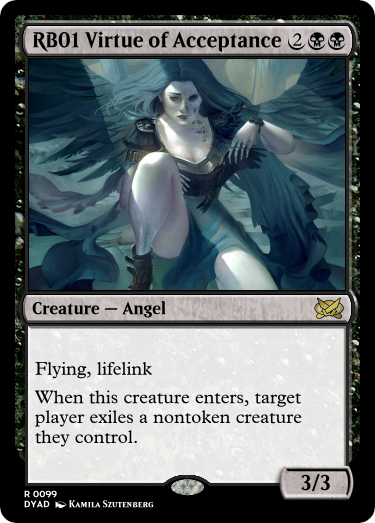 RB01 Virtue of Acceptance 2
Creature — Angel
Flying, lifelink
When this creature enters, target
player exiles a nontoken creature
they control.
3/3
R 0099
DYAD Kamila Szutenberg